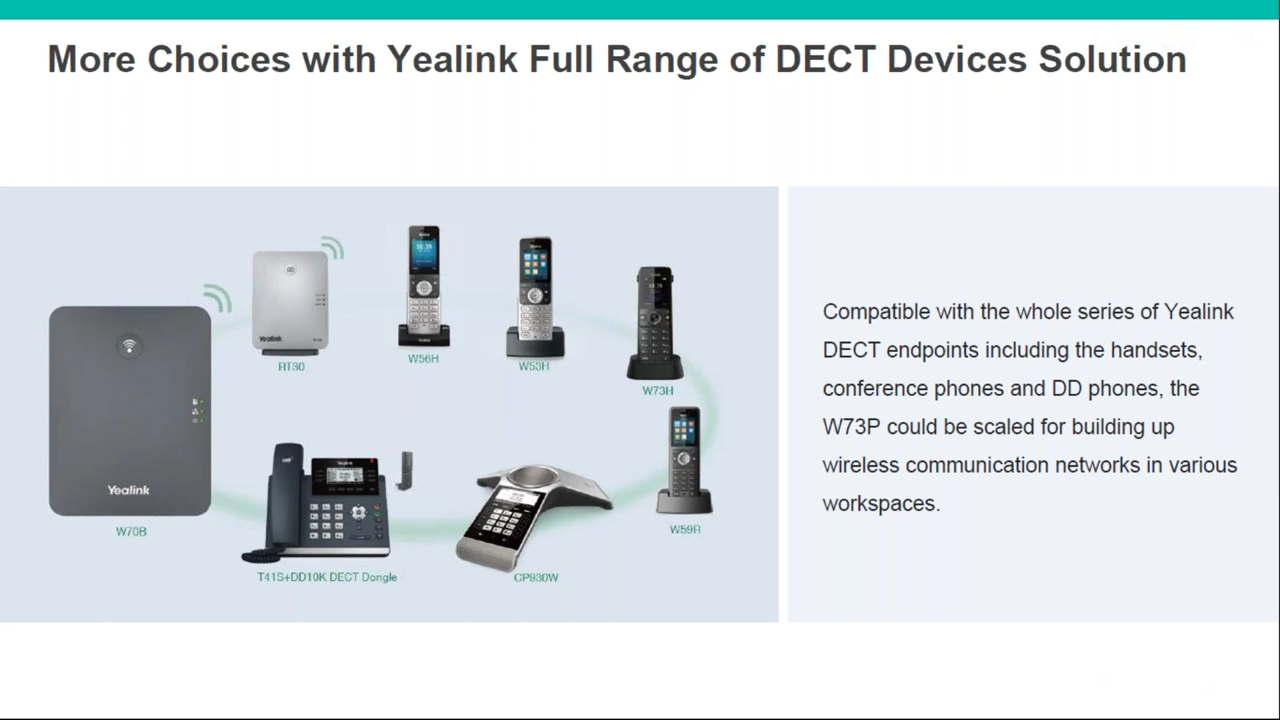 More Choices with Yealink Full Range of DECT Devices Solution
RT30
W56H
W53H
W73H
Yealink
Yealink
W70B
T41S+DD10K DECT Dongle
CP930W
W59R
Compatible with the whole series of Yealink
DECT endpoints including the handsets,
conference phones and DD phones, the
W73P could be scaled for building up
wireless communication networks in various
workspaces.